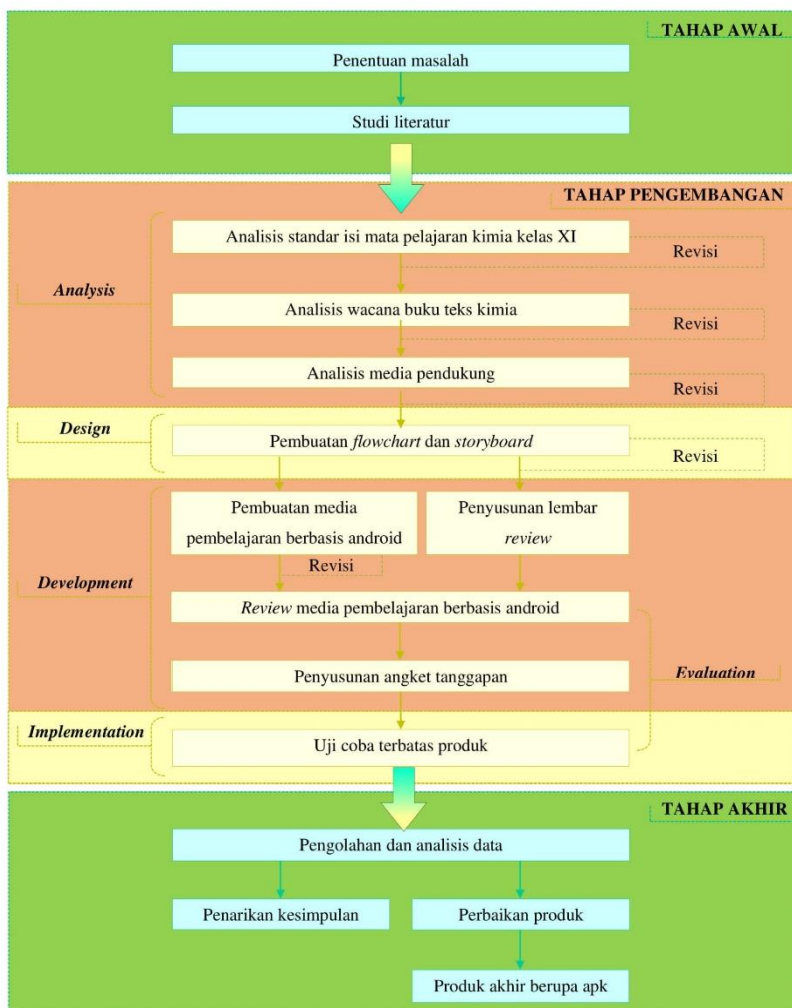 TAHAP AWAL
Penentuan masalah
Studi literatur
TAHAP PENGEMBANGAN
Analisis standar isi mata pelajaran kimia kelas XI
Revisi
Analysis
Analisis wacana buku teks kimia
Revisi
Analisis media pendukung
Revisi
Design
Pembuatan flowchart dan storyboard
Revisi
Pembuatan media
pembelajaran berbasis android
Penyusunan lembar
review
Revisi
Development
Review media pembelajaran berbasis android
Penyusunan angket tanggapan
Evaluation
Implementation
Uji coba terbatas produk
TAHAP AKHIR
Pengolahan dan analisis data
Penarikan kesimpulan
Perbaikan produk
Produk akhir berupa apk